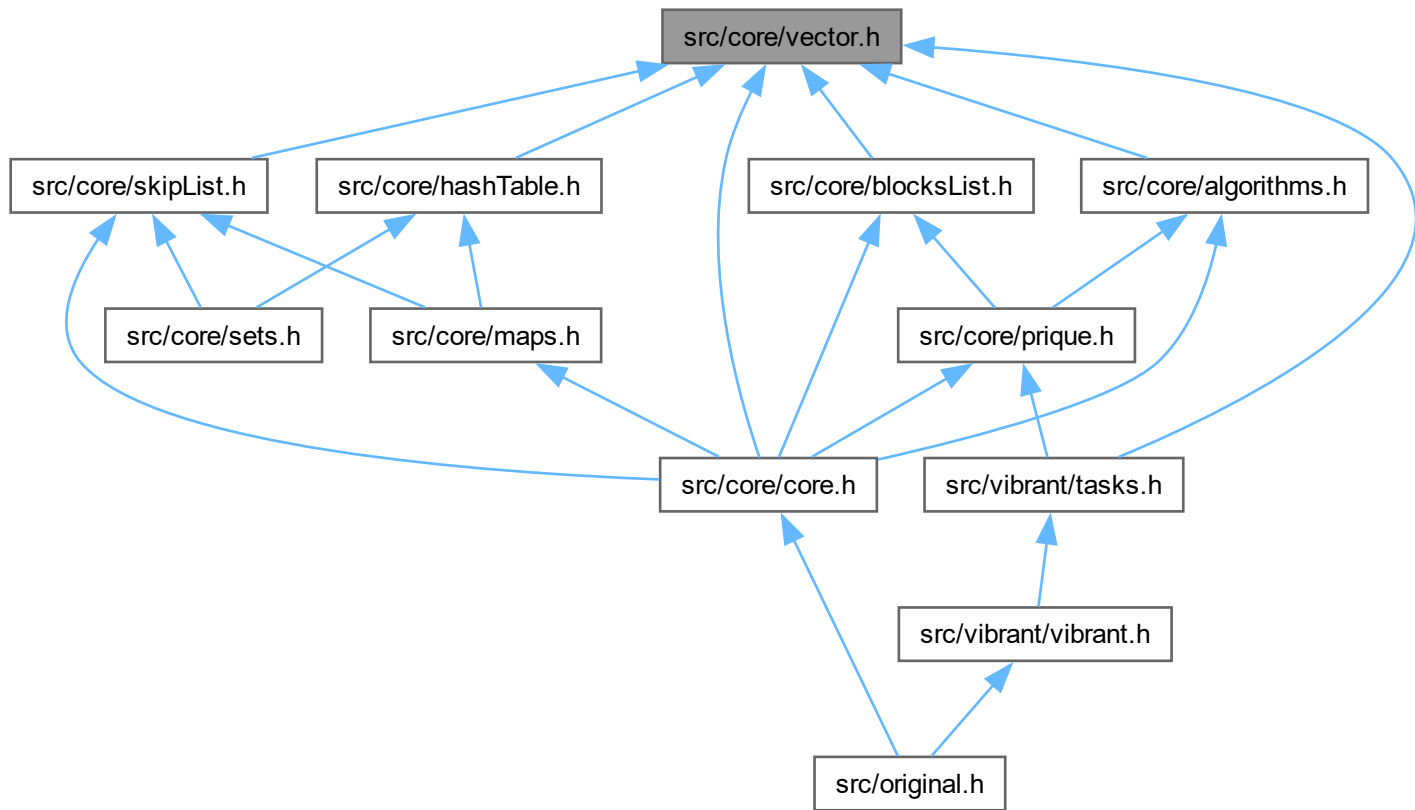 src/core/vector.h
src/core/skipList.h
src/core/hashTable.h
src/core/blocksList.h
src/core/algorithms.h
src/core/sets.h
src/core/maps.h
src/core/prique.h
src/core/core.h
src/vibrant/tasks.h
src/vibrant/vibrant.h
src/original.h